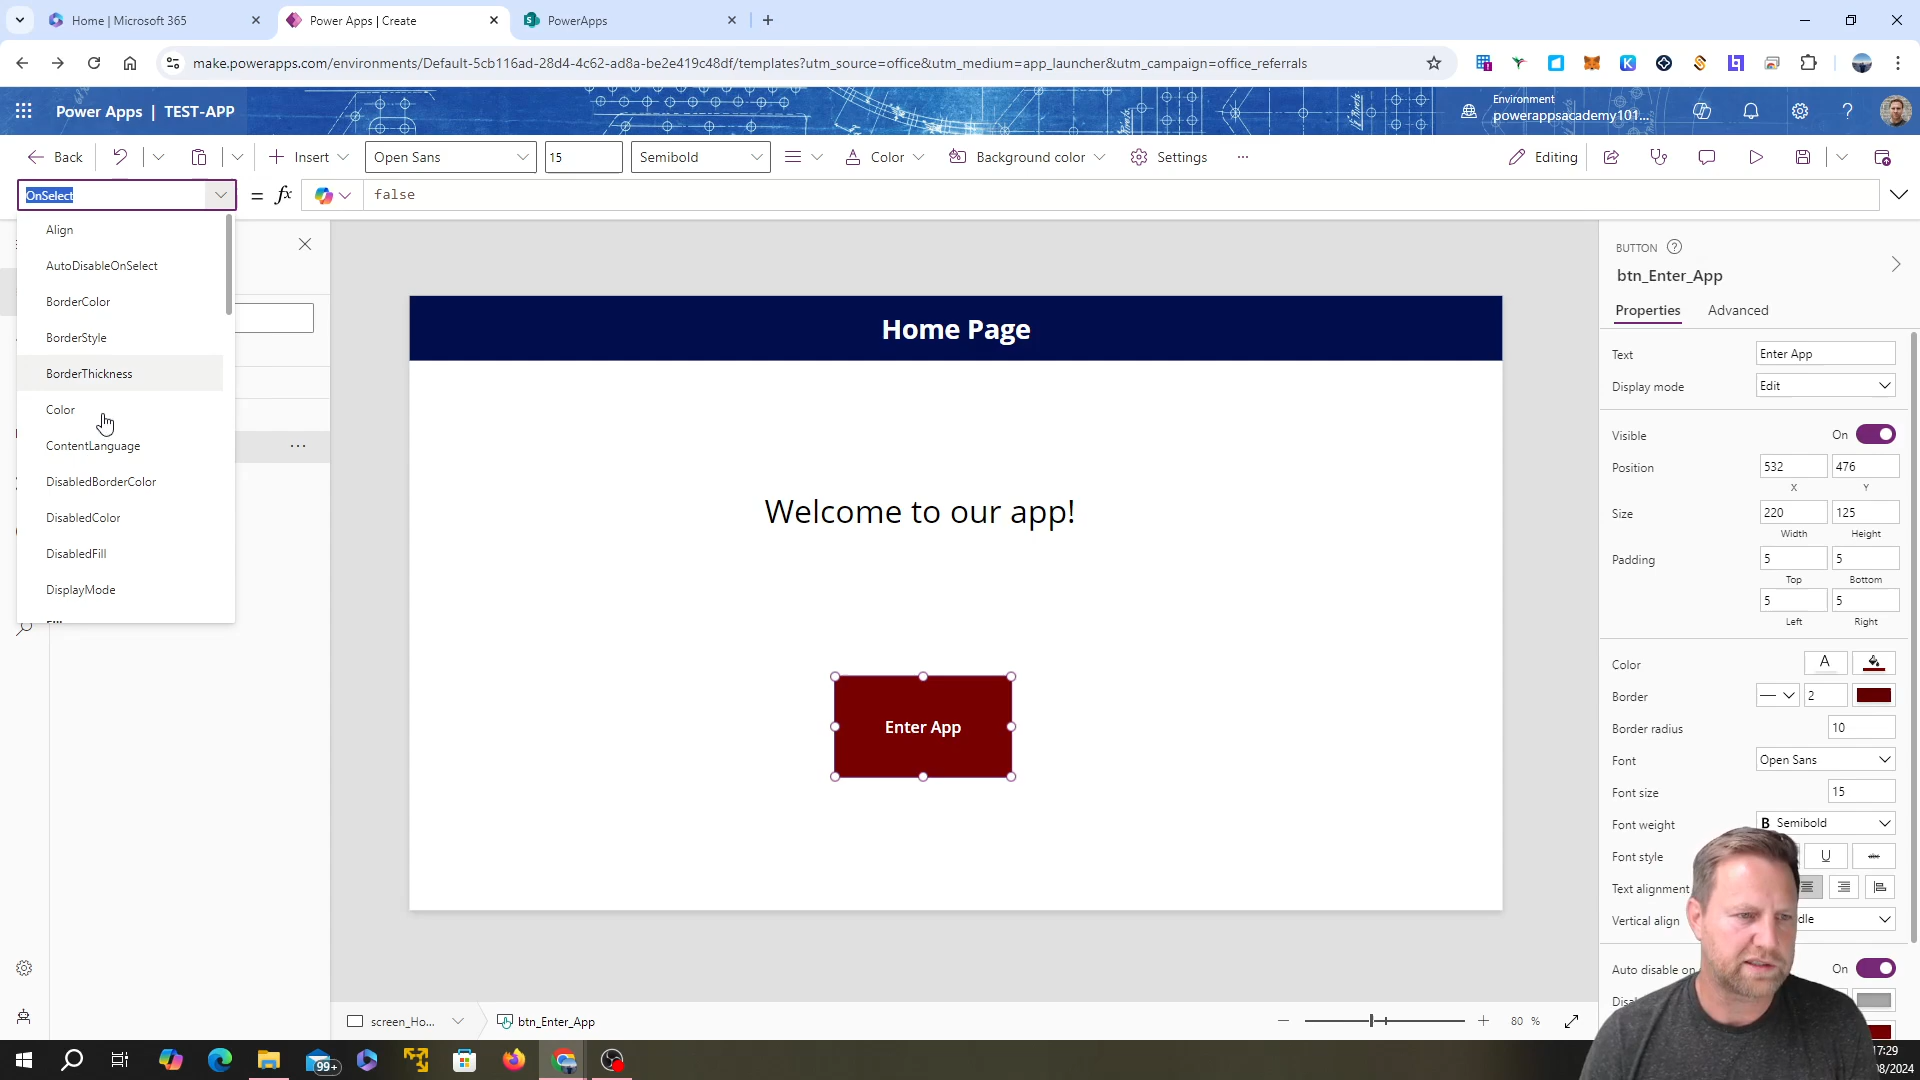 Home | Microsoft 365
Power Apps | Create
PowerApps
make.powerapps.com/environments/Default-5cb116ad-28d4-4c62-ad8a-be2e419c48df/templates?utm_source=office&utm_medium=app_launcher&utm_campaign=office_referrals
Power Apps | TEST-APP
Environment
powerappsacademy101...
Back
Insert
Open Sans
15
Semibold
Color
Background color
Settings
Editing
OnSelect
= fx
false
Align
AutoDisableOnSelect
BorderColor
BorderStyle
BorderThickness
Color
ContentLanguage
DisabledBorderColor
DisabledColor
DisabledFill
DisplayMode
Home Page
Welcome to our app!
Enter App
BUTTON
btn_Enter_App
Properties
Advanced
Text
Enter App
Display mode
Edit
Visible
On
Position
532
476
X
Y
Size
220
125
Width
Height
Padding
5
5
Top
Bottom
5
5
Left
Right
Color
A
Border
2
Border radius
10
Font
Open Sans
Font size
15
Font weight
B Semibold
Font style
U
Text alignment
Vertical align
Auto disable on
On
screen_Ho...
btn_Enter_App
80 %
99+
17:29